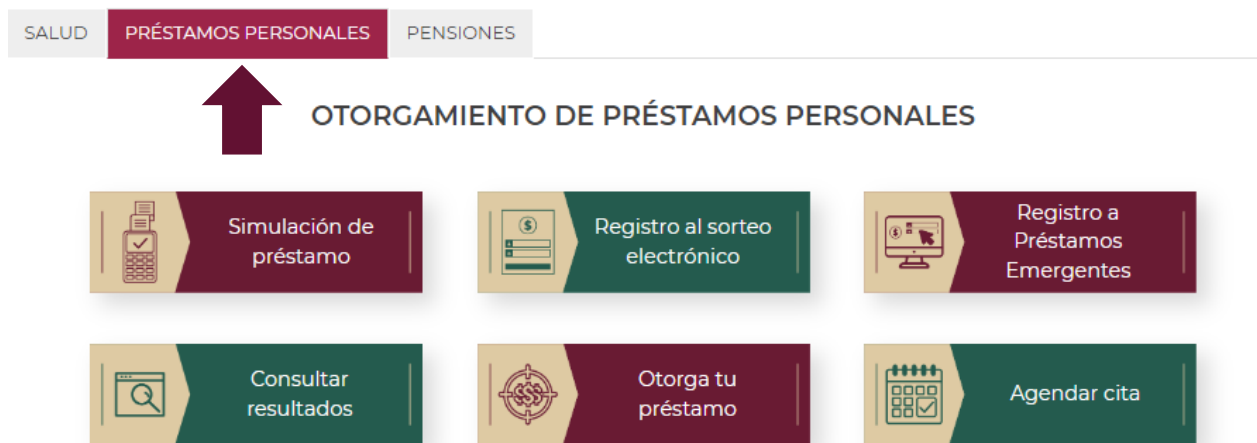 SALUD
PRÉSTAMOS PERSONALES
PENSIONES
OTORGAMIENTO DE PRÉSTAMOS PERSONALES
Simulación de
préstamo
Registro al sorteo
electrónico
Registro a
Préstamos
Emergentes
Consultar
resultados
Otorga tu
préstamo
Agendar cita